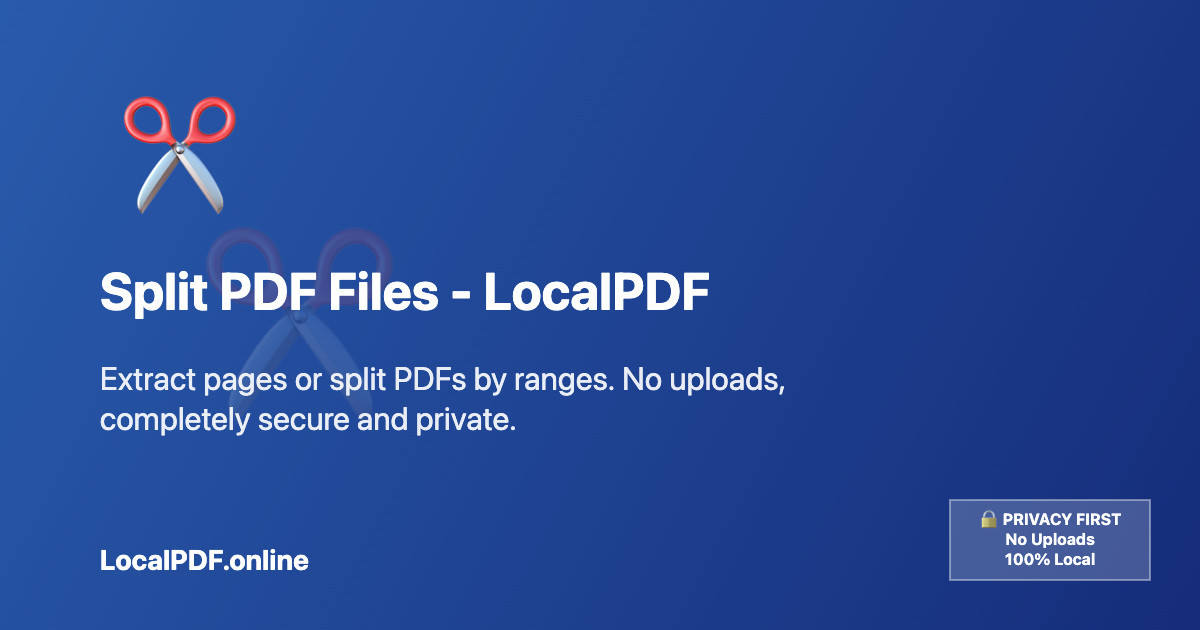 Split PDF Files - LocalPDF
Extract pages or split PDFs by ranges. No uploads,
completely secure and private.
LocalPDF.online
🔒 PRIVACY FIRST
No Uploads
100% Local